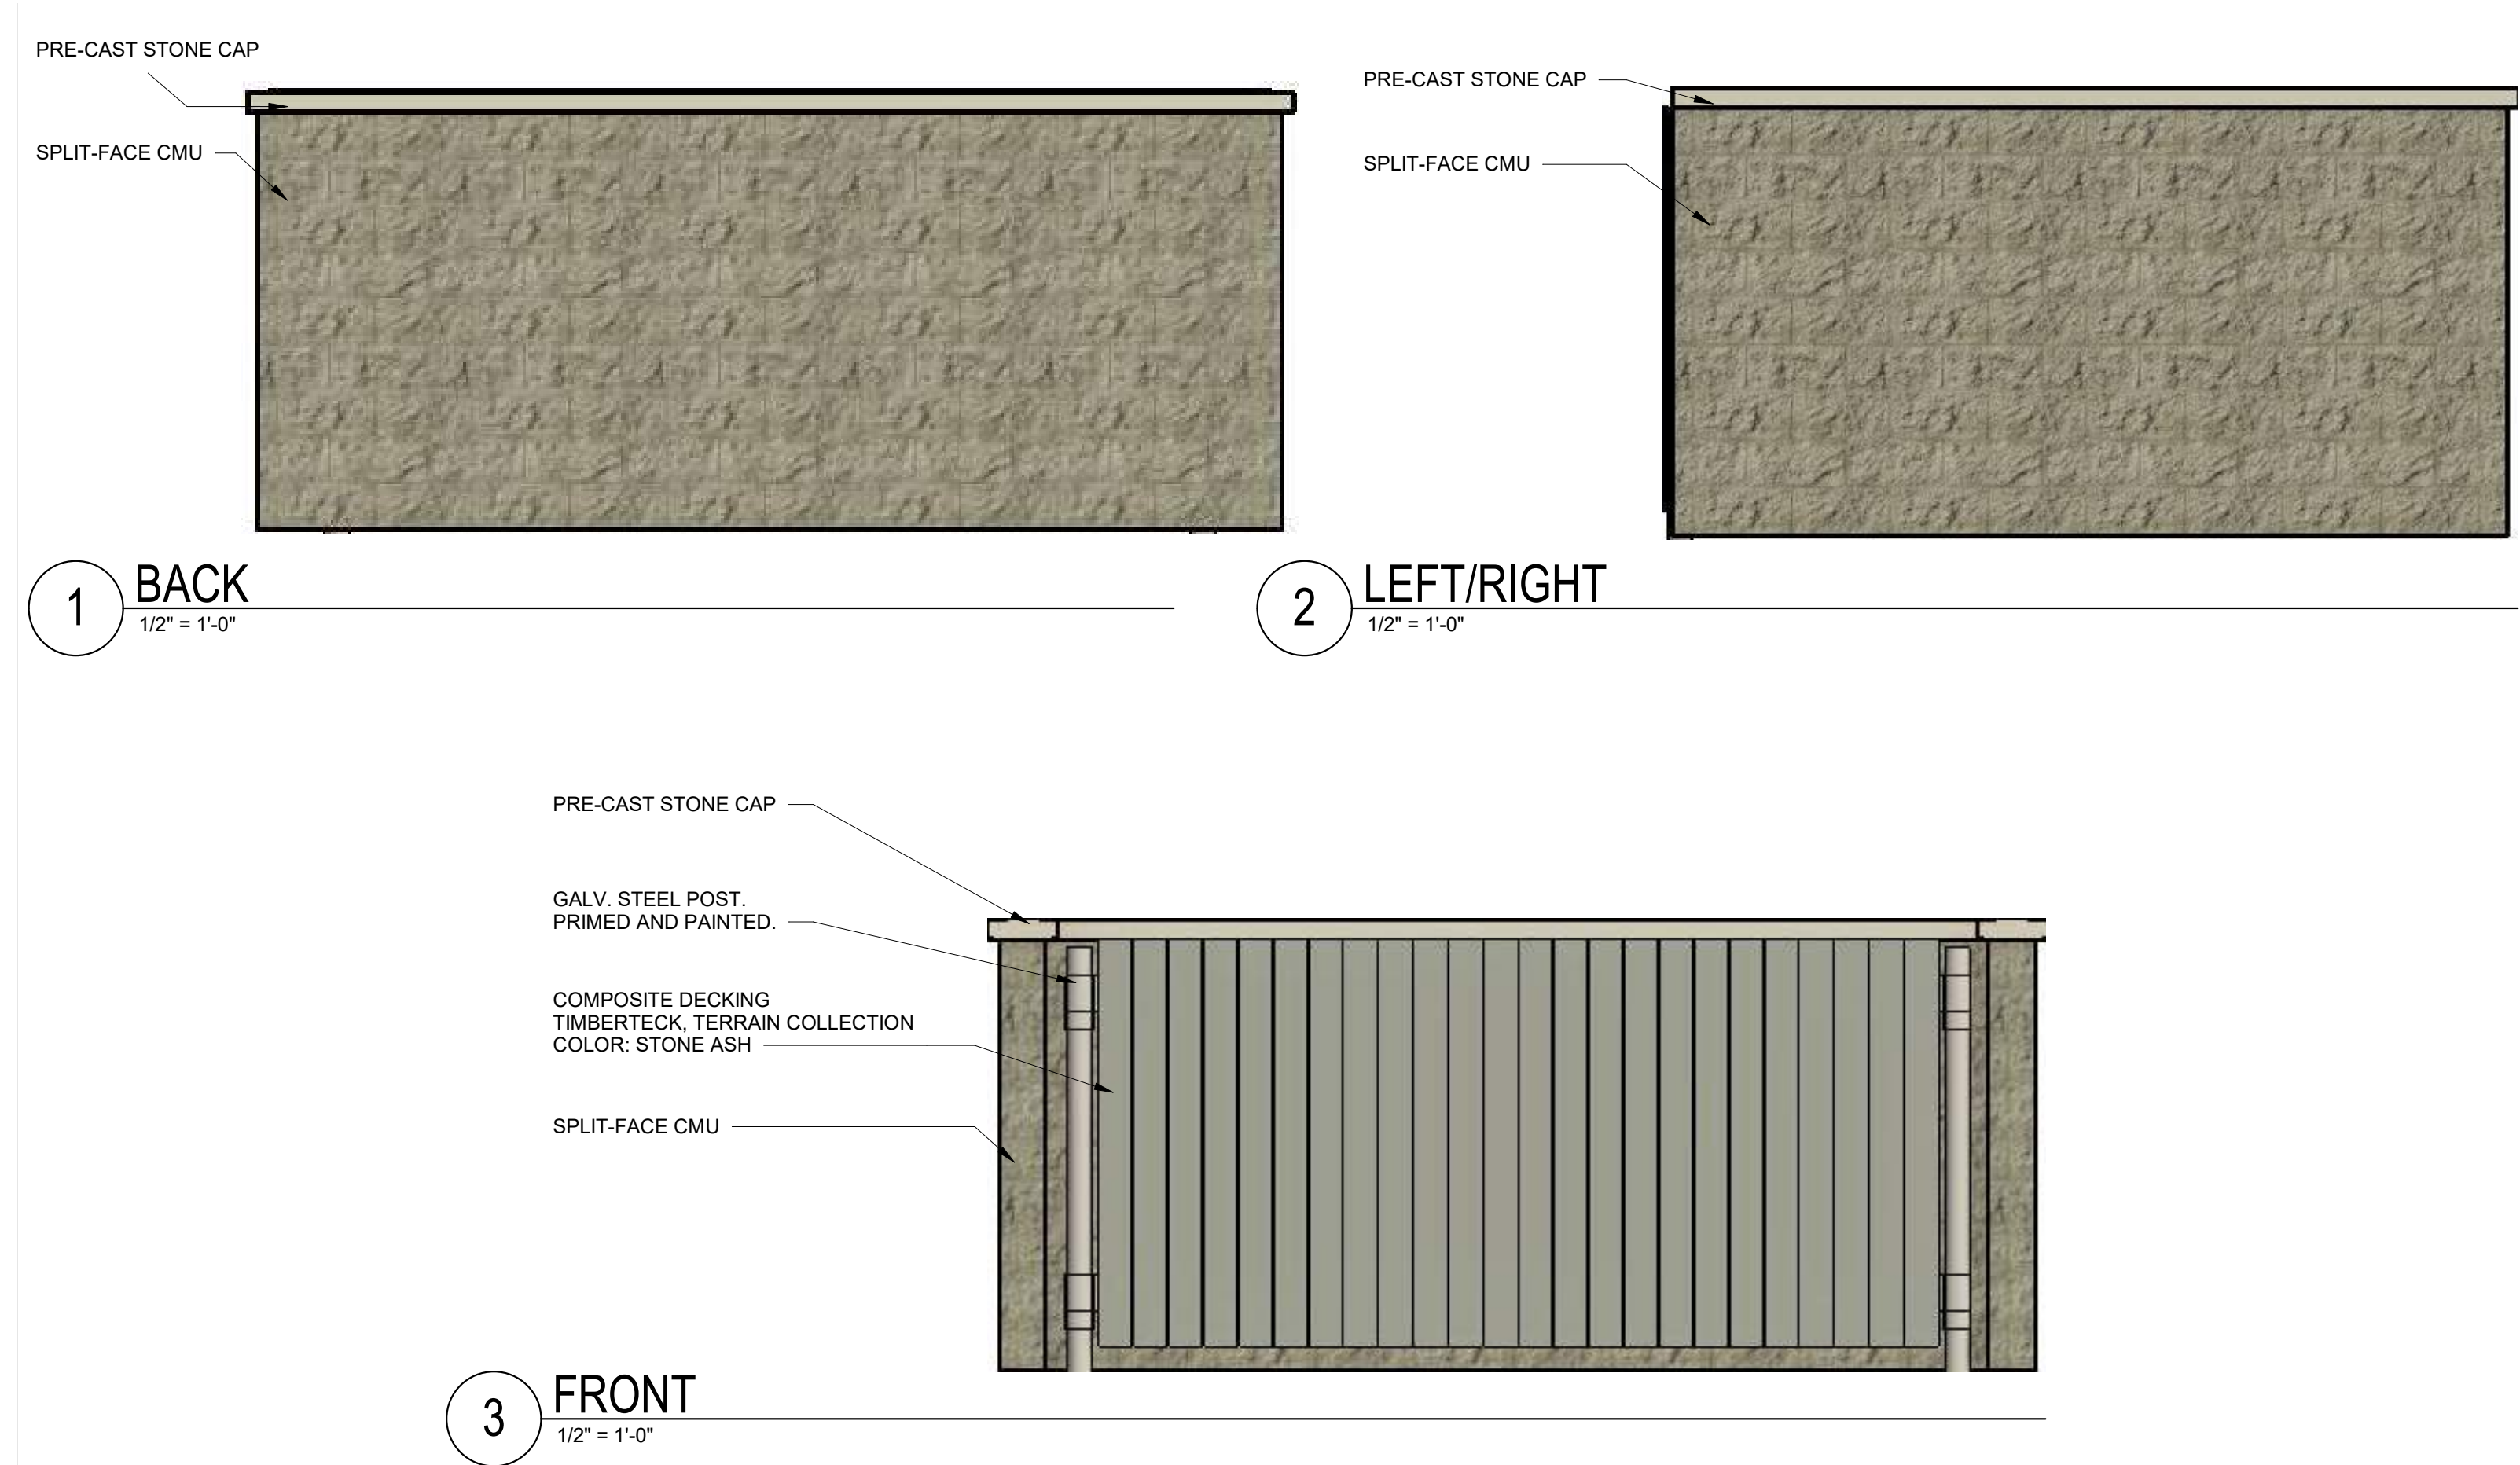 PRE-CAST STONE CAP
SPLIT-FACE CMU
1
BACK
1/2" = 1'-0"
PRE-CAST STONE CAP
SPLIT-FACE CMU
2
LEFT/RIGHT
1/2" = 1'-0"
PRE-CAST STONE CAP
GALV. STEEL POST.
PRIMED AND PAINTED.
COMPOSITE DECKING
TIMBERTECK, TERRAIN COLLECTION
COLOR: STONE ASH
SPLIT-FACE CMU
3
FRONT
1/2" = 1'-0"